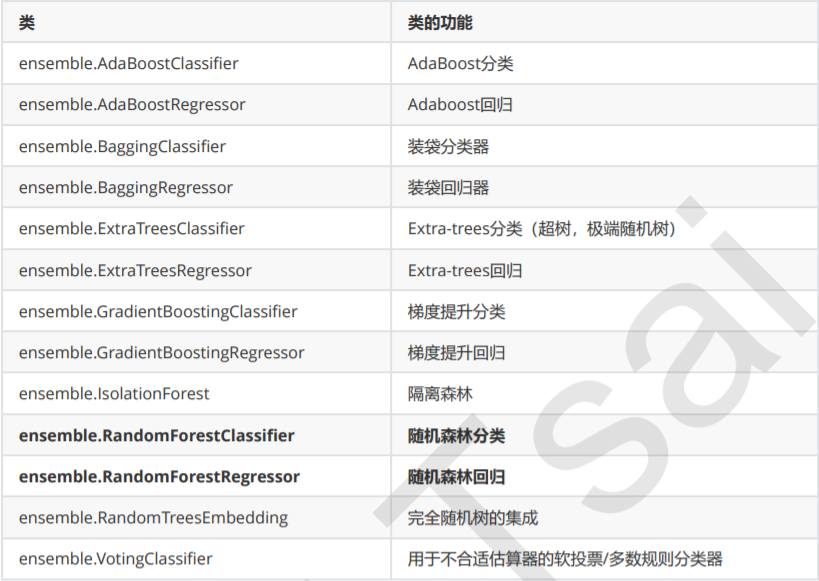 类 类的功能
ensemble.AdaBoostClassifier AdaBoost分类
ensemble.AdaBoostRegressor Adaboost回归
ensemble.BaggingClassifier 装袋分类器
ensemble.BaggingRegressor 装袋回归器
ensemble.ExtraTreesClassifier Extra-trees分类（超树，极端随机树）
ensemble.ExtraTreesRegressor Extra-trees回归
ensemble.GradientBoostingClassifier 梯度提升分类
ensemble.GradientBoostingRegressor 梯度提升回归
ensemble.IsolationForest 隔离森林
ensemble.RandomForestClassifier 随机森林分类
ensemble.RandomForestRegressor 随机森林回归
ensemble.RandomTreesEmbedding 完全随机树的集成
ensemble.VotingClassifier 用于不合适估算器的软投票/多数规则分类器
Tsai